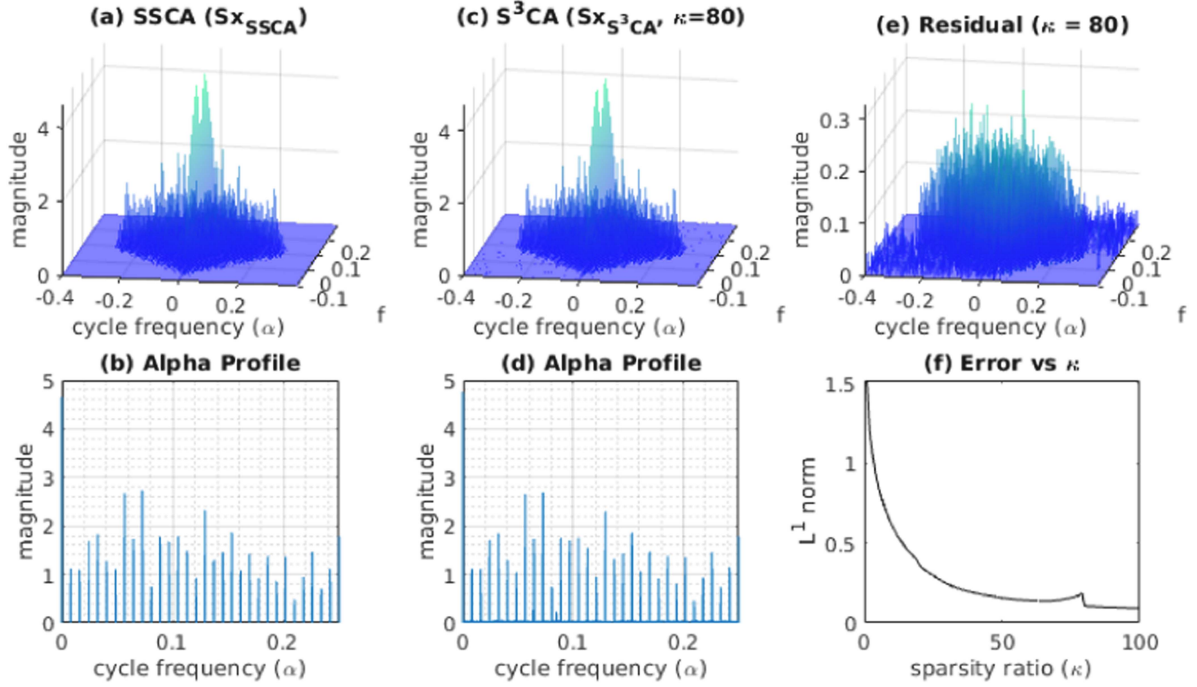 (a) SSCA (Sx_SSCA)
magnitude
4
2
0
-0.4
-0.2
0
0.2
-0.1
0
0.1
0.2
cycle frequency (α)
f
(c) S³CA (Sx_S³CA, κ=80)
magnitude
4
2
0
-0.4
-0.2
0
0.2
-0.1
0
0.1
0.2
cycle frequency (α)
f
(e) Residual (κ = 80)
magnitude
0.3
0.2
0.1
0
-0.4
-0.2
0
0.2
-0.1
0
0.1
0.2
cycle frequency (α)
f
(b) Alpha Profile
magnitude
5
4
3
2
1
0
0
0.1
0.2
cycle frequency (α)
(d) Alpha Profile
magnitude
5
4
3
2
1
0
0
0.1
0.2
cycle frequency (α)
(f) Error vs κ
L¹ norm
1.5
1
0.5
0
0
50
100
sparsity ratio (κ)